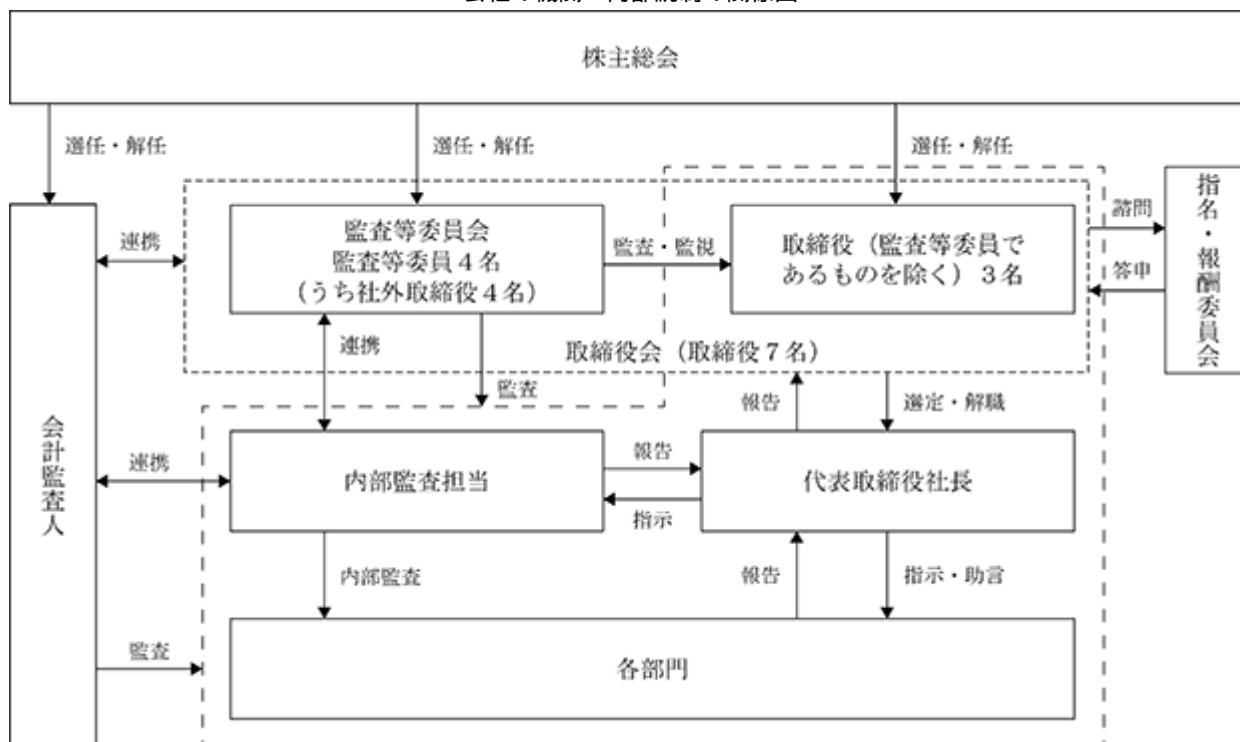 株主総会
選任・解任
選任・解任
選任・解任
監査等委員会
監査等委員4名
(うち社外取締役4名)
監査・監視
取締役(監査等委員で
あるものを除く)3名
連携
諮問
答申
指名・報酬委員会
取締役会(取締役7名)
連携
監査
報告
選定・解職
会計監査人
連携
内部監査担当
報告
指示
代表取締役社長
内部監査
報告
指示・助言
監査
各部門